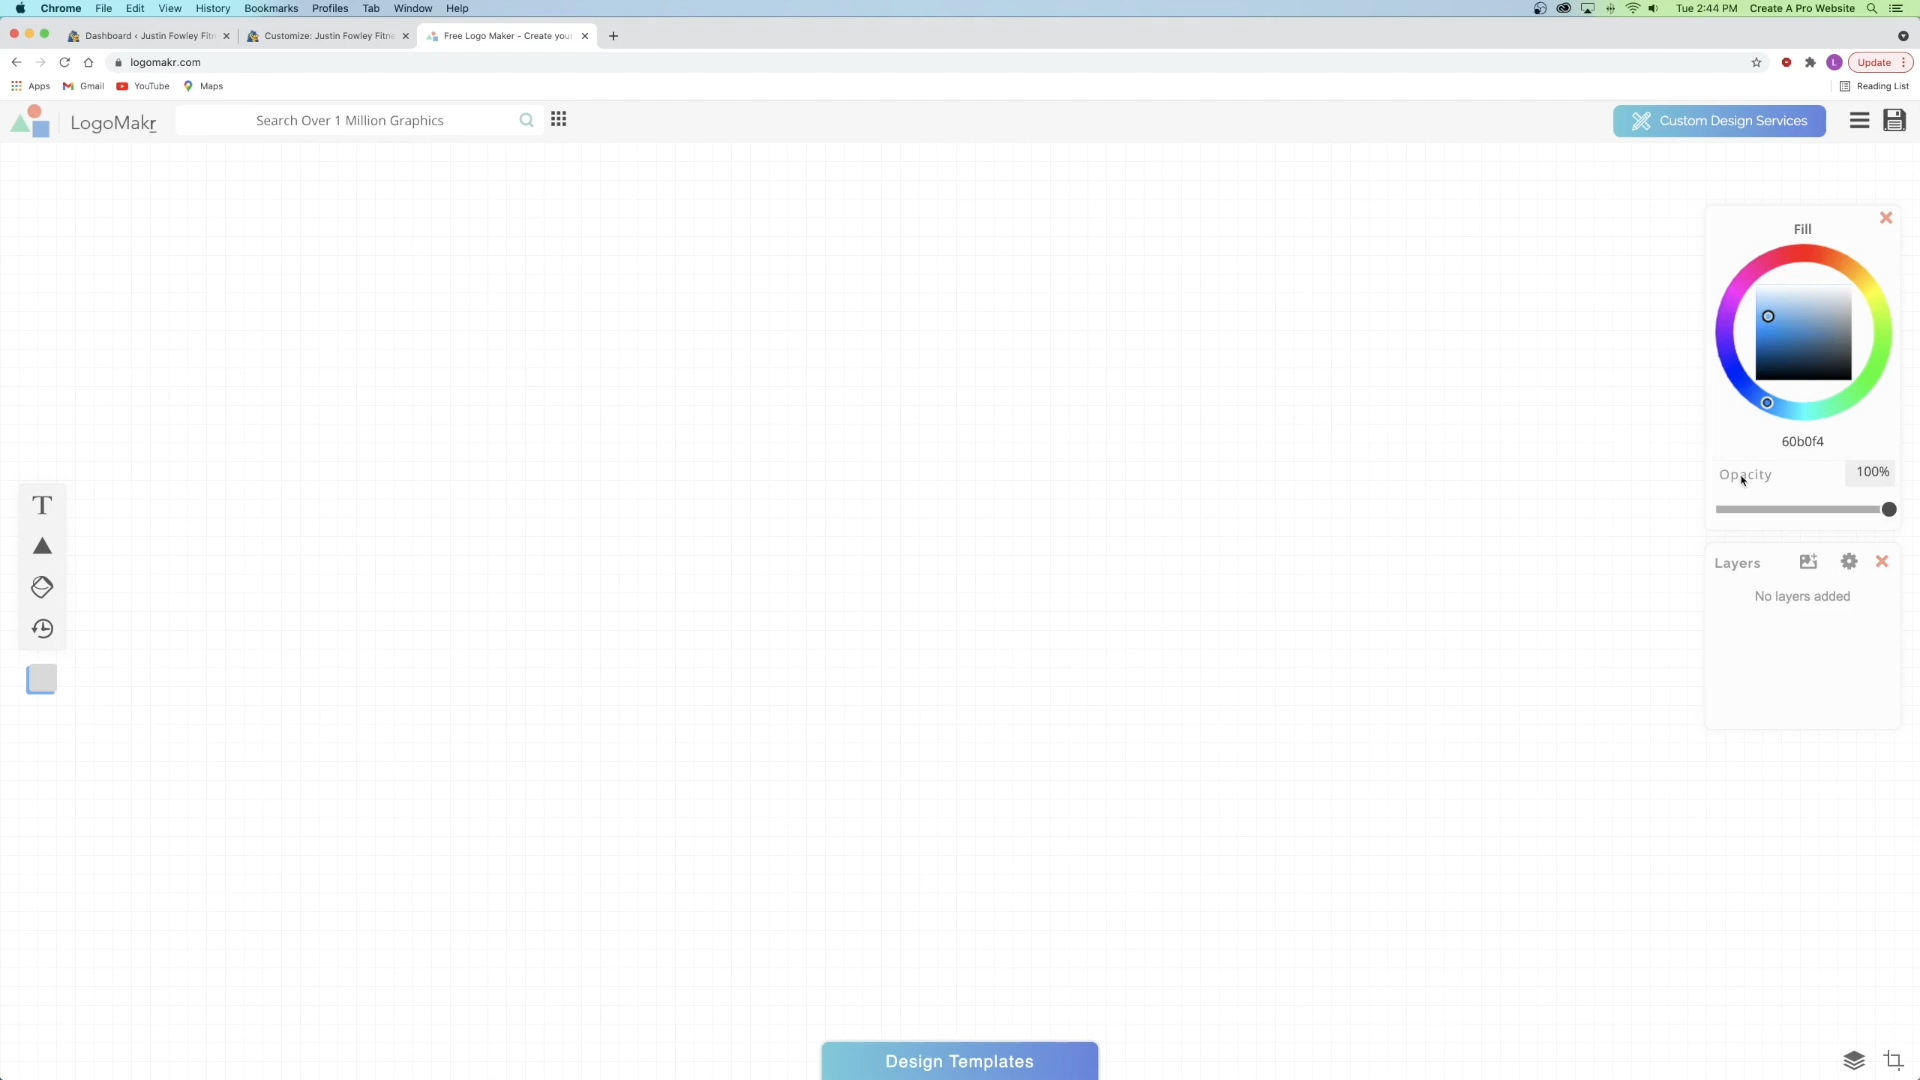 Chrome File Edit View History Bookmarks Profiles Tab Window Help Tue 2:44 PM Create A Pro Website
Dashboard ‹ Justin Fowley Fitn Customize: Justin Fowley Fitne Free Logo Maker - Create your
logomakr.com Update
Apps Gmail YouTube Maps Reading List
LogoMakr Search Over 1 Million Graphics Custom Design Services
Fill
60b0f4
Opacity 100%
T
Layers
No layers added
Design Templates